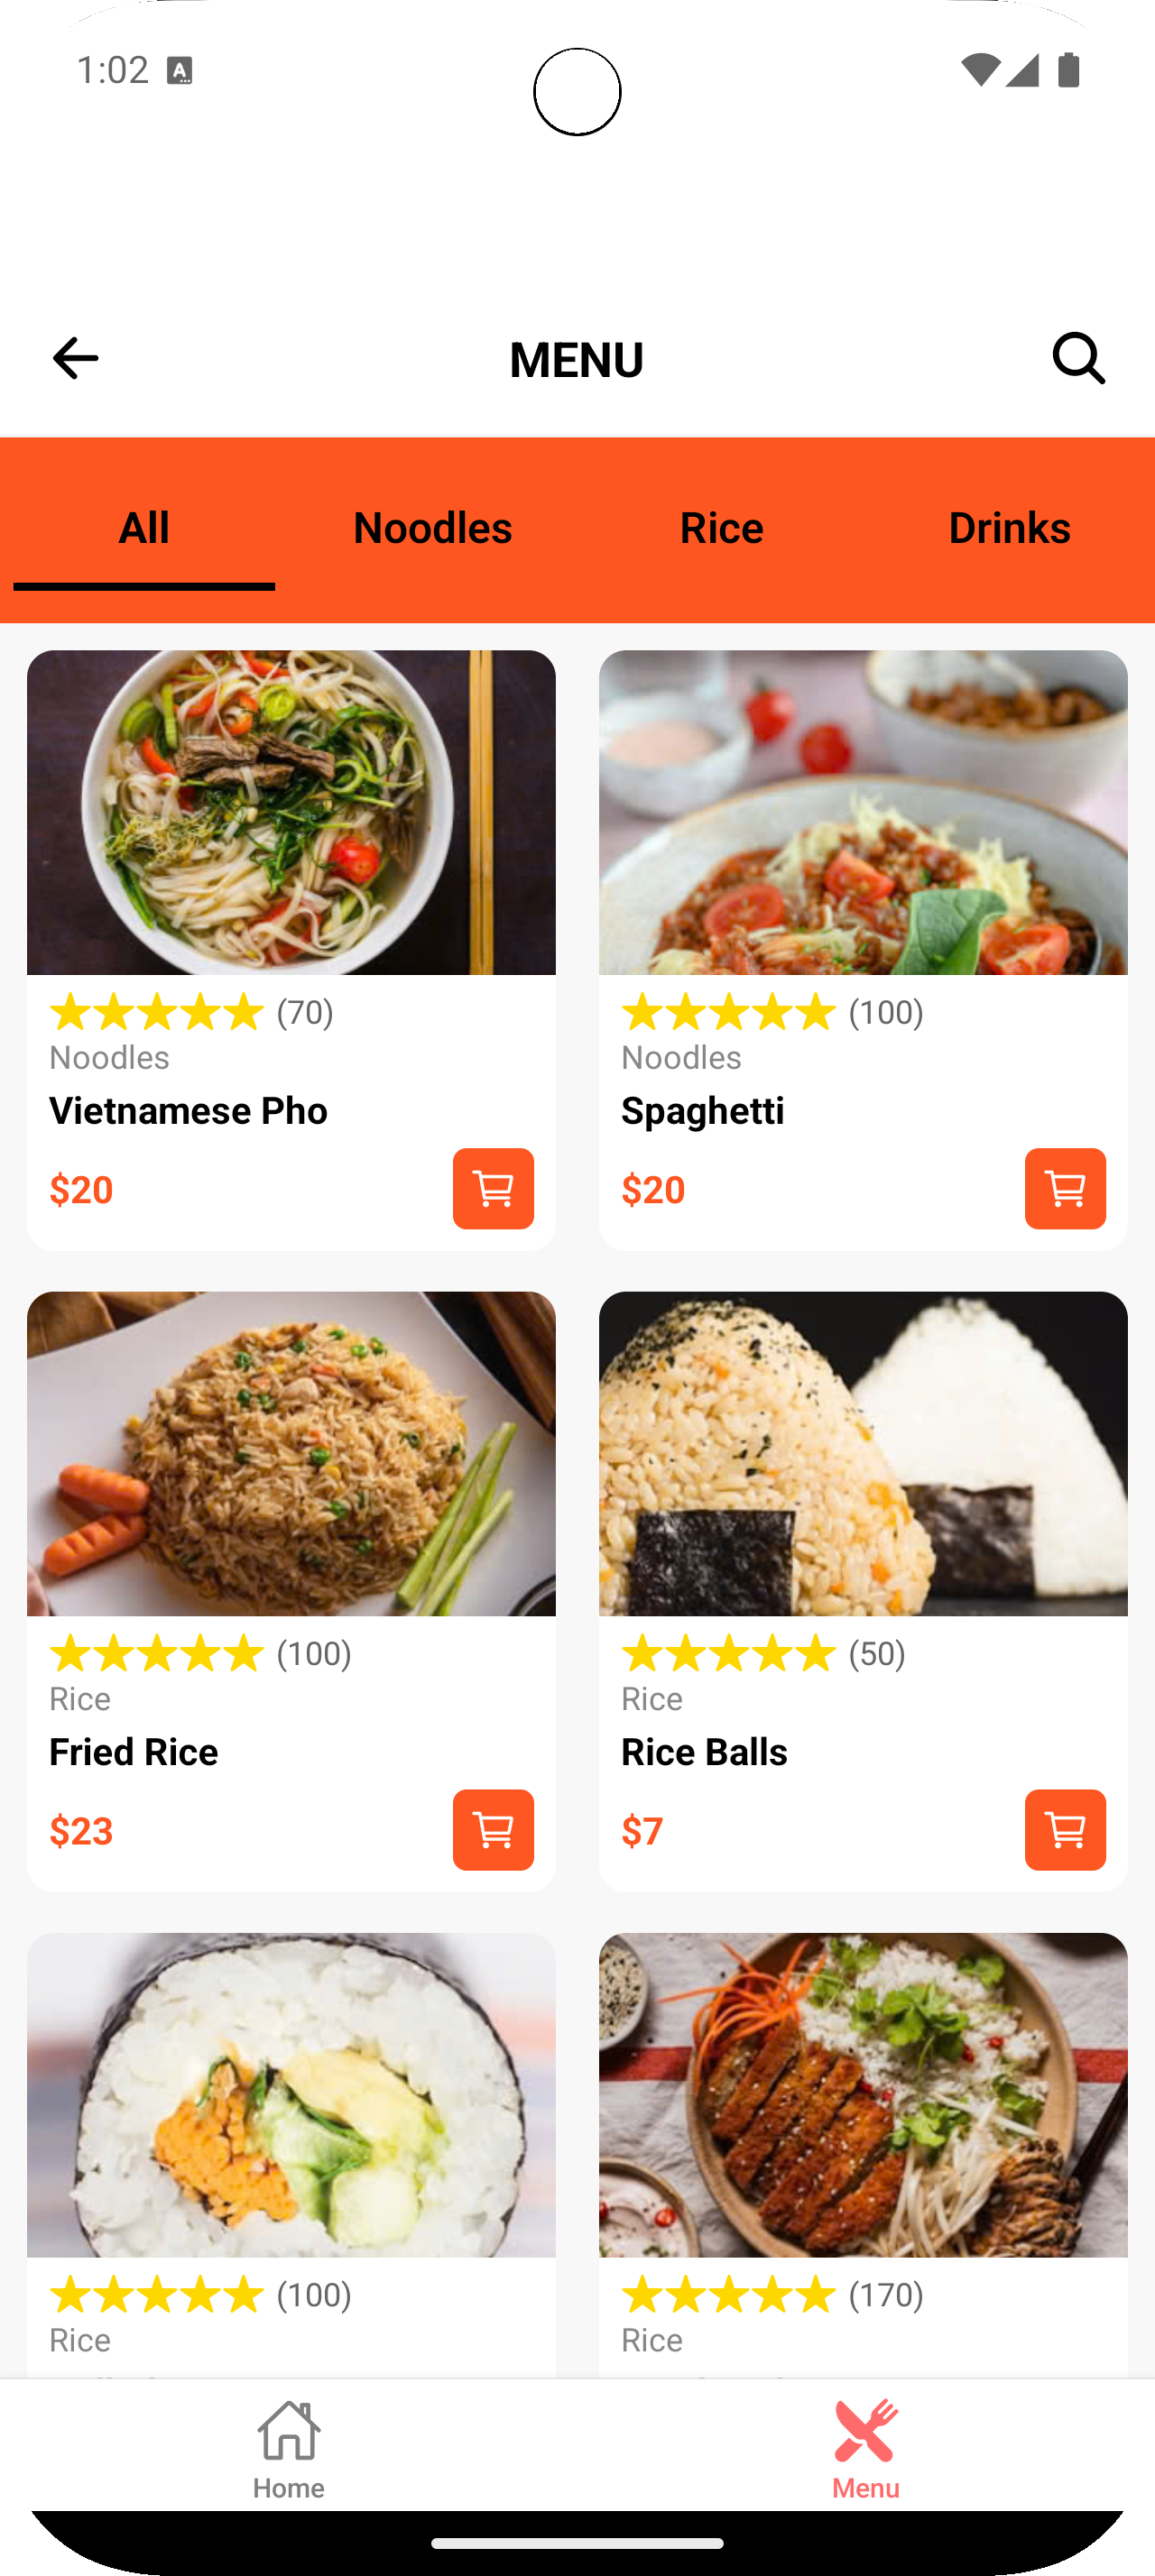 1:02
MENU
All Noodles Rice Drinks
(70) (100)
Noodles Noodles
Vietnamese Pho Spaghetti
$20 $20
(100) (50)
Rice Rice
Fried Rice Rice Balls
$23 $7
(100) (170)
Rice Rice
Home Menu